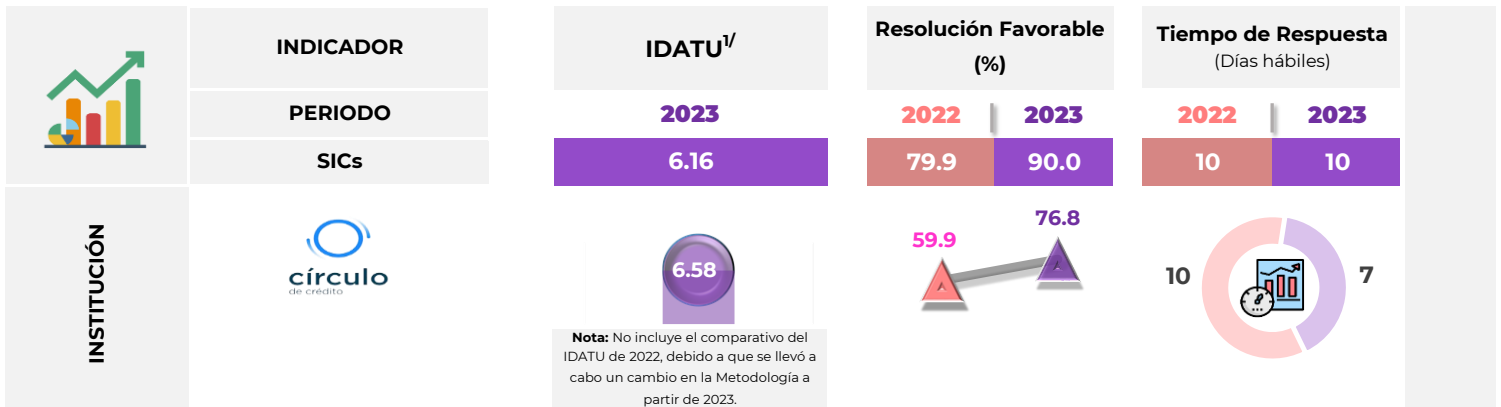 INDICADOR
IDATU1/
Resolución Favorable
(%)
Tiempo de Respuesta
(Días hábiles)
PERIODO
2023
2022
2023
2022
2023
SICs
6.16
79.9
90.0
10
10
INSTITUCIÓN
círculo
de crédito
6.58
59.9
76.8
10
7
Nota: No incluye el comparativo del
IDATU de 2022, debido a que se llevó a
cabo un cambio en la Metodología a
partir de 2023.